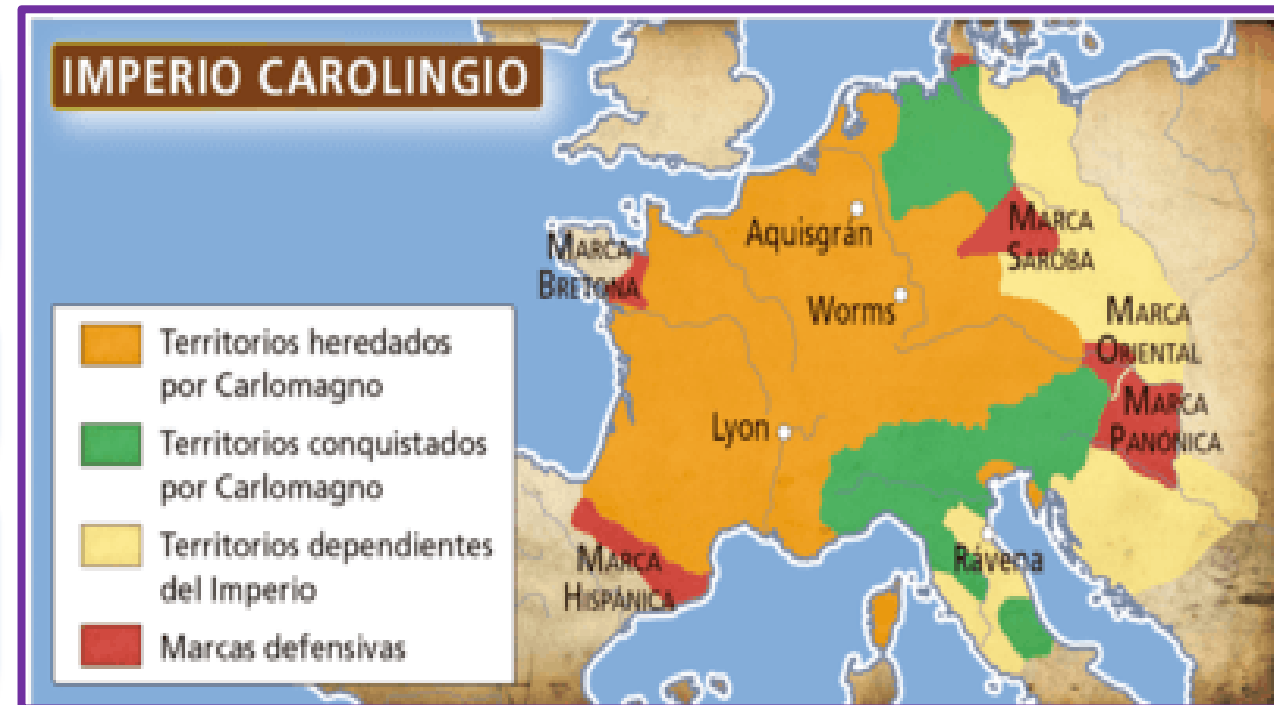 IMPERIO CAROLINGIO
Aquisgrán
MARCA
SAROBA
MARCA
BRETONA
Worms
MARCA
ORIENTAL
MARCA
PANÓNICA
Lyon
Rávena
MARCA
HISPÁNICA
Territorios heredados
por Carlomagno
Territorios conquistados
por Carlomagno
Territorios dependientes
del Imperio
Marcas defensivas